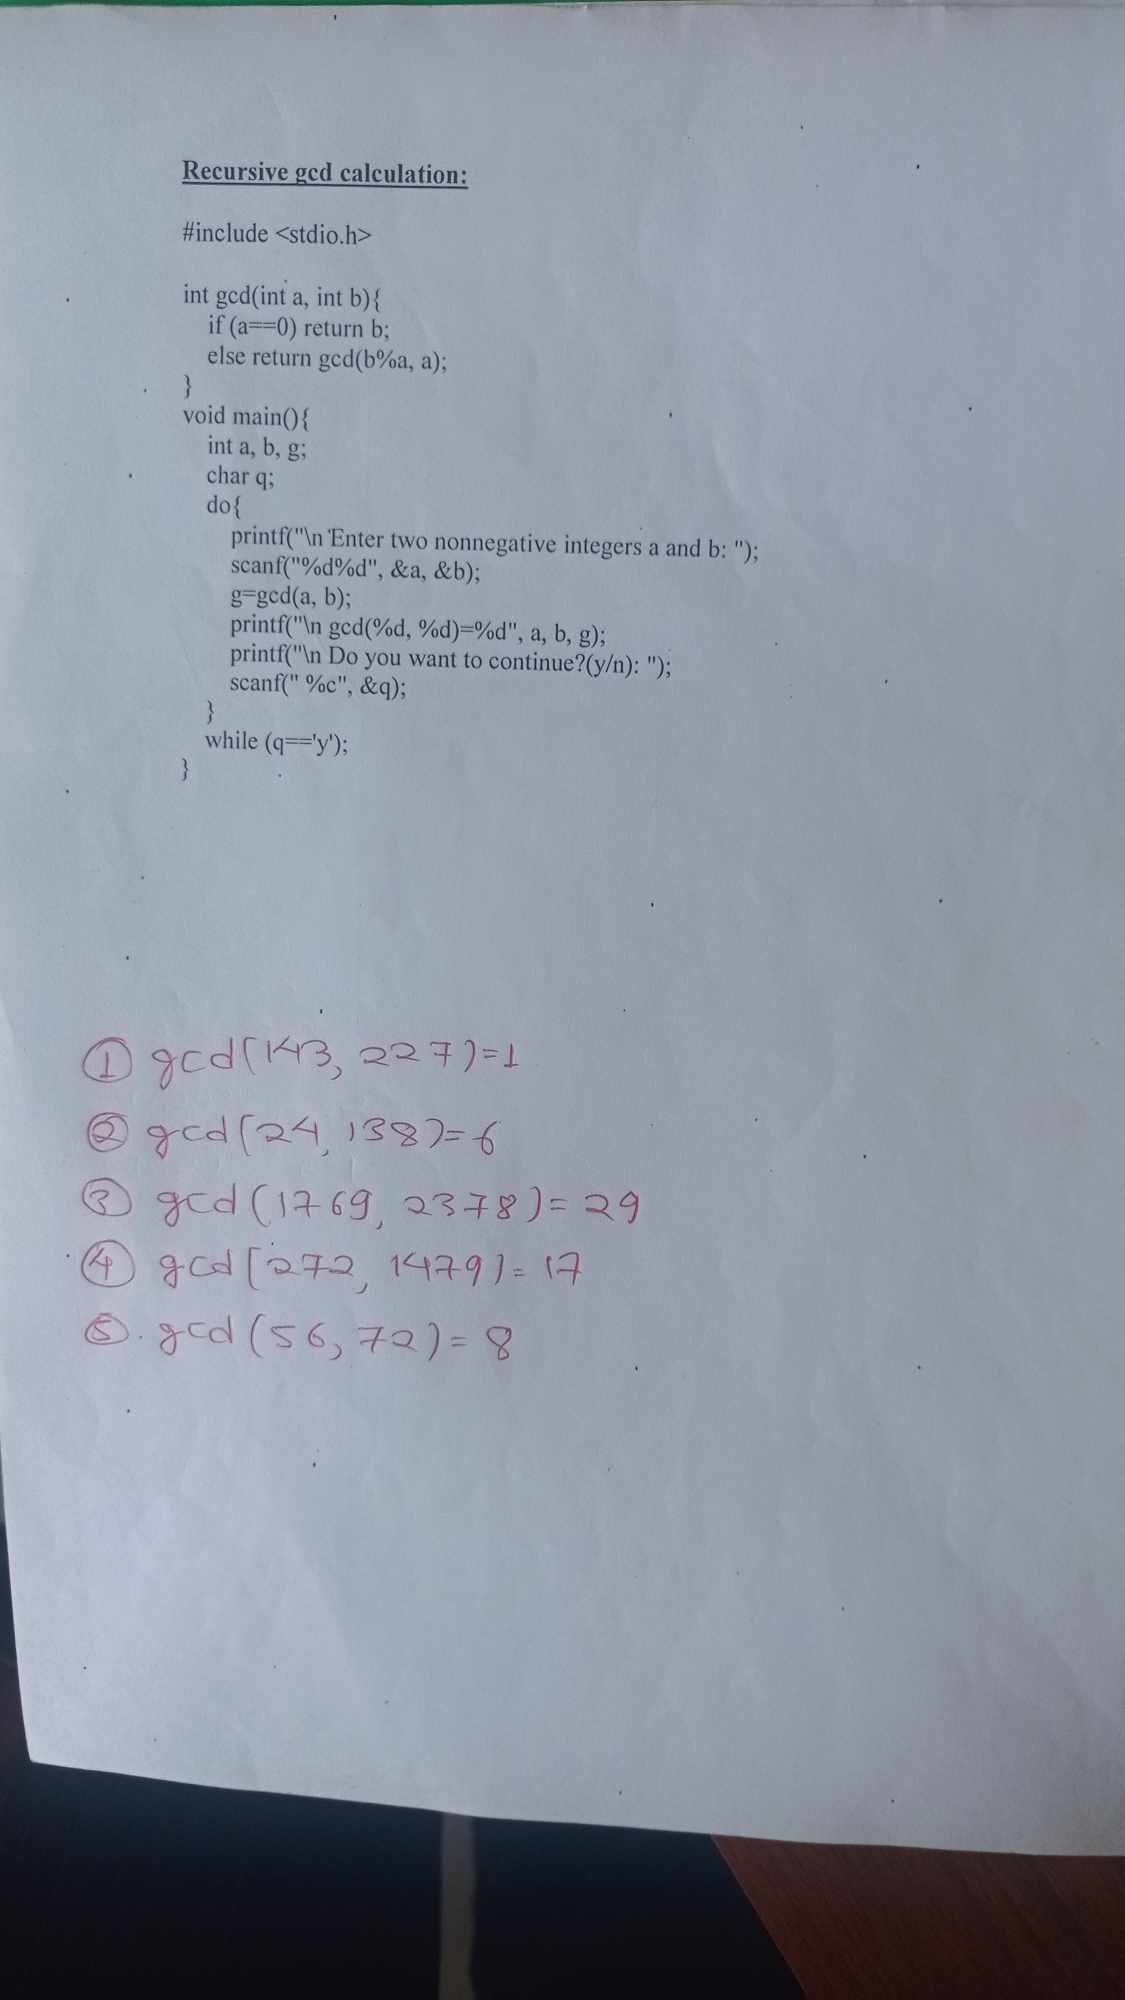 Recursive gcd calculation:
#include <stdio.h>
int gcd(int a, int b){
if (a==0) return b;
else return gcd(b%a, a);
}
void main(){
int a, b, g;
char q;
do{
printf("\n Enter two nonnegative integers a and b: ");
scanf("%d%d", &a, &b);
g=gcd(a, b);
printf("\n gcd(%d, %d)=%d", a, b, g);
printf("\n Do you want to continue?(y/n): ");
scanf(" %c", &q);
}
while (q=='y');
}
① gcd(143, 227)=1
② gcd(24, 138)=6
③ gcd(1769, 2378)=29
④ gcd(272, 1479)=17
⑤. gcd(56, 72)=8